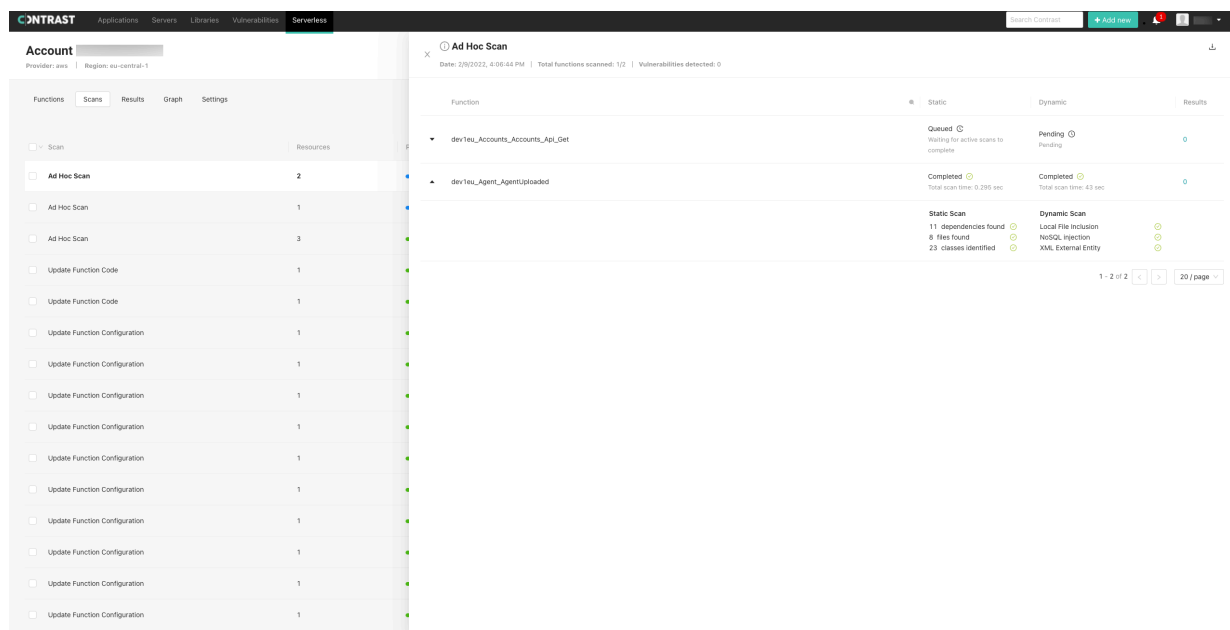 CONTRAST
Applications Servers Libraries Vulnerabilities Serverless
Search Contrast
+ Add new
1
Account
Provider: aws | Region: eu-central-1
Functions Scans Results Graph Settings
Scan Resources
Ad Hoc Scan 2
Ad Hoc Scan 1
Ad Hoc Scan 3
Update Function Code 1
Update Function Code 1
Update Function Configuration 1
Update Function Configuration 1
Update Function Configuration 1
Update Function Configuration 1
Update Function Configuration 1
Update Function Configuration 1
Update Function Configuration 1
Update Function Configuration 1
Update Function Configuration 1
Update Function Configuration 1
Ad Hoc Scan
Date: 2/9/2022, 4:06:44 PM | Total functions scanned: 1/2 | Vulnerabilities detected: 0
Function Static Dynamic Results
dev1eu_Accounts_Accounts_Api_Get
Queued
Waiting for active scans to
complete
Pending
Pending
0
dev1eu_Agent_AgentUploaded
Completed
Total scan time: 0.295 sec
Completed
Total scan time: 43 sec
0
Static Scan
11 dependencies found
8 files found
23 classes identified
Dynamic Scan
Local File Inclusion
NoSQL injection
XML External Entity
1 - 2 of 2 < > 20 / page